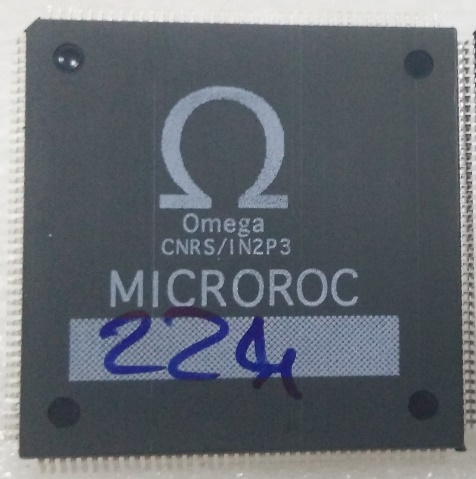 Ω
Omega
CNRS/IN2P3
MICROROC
224